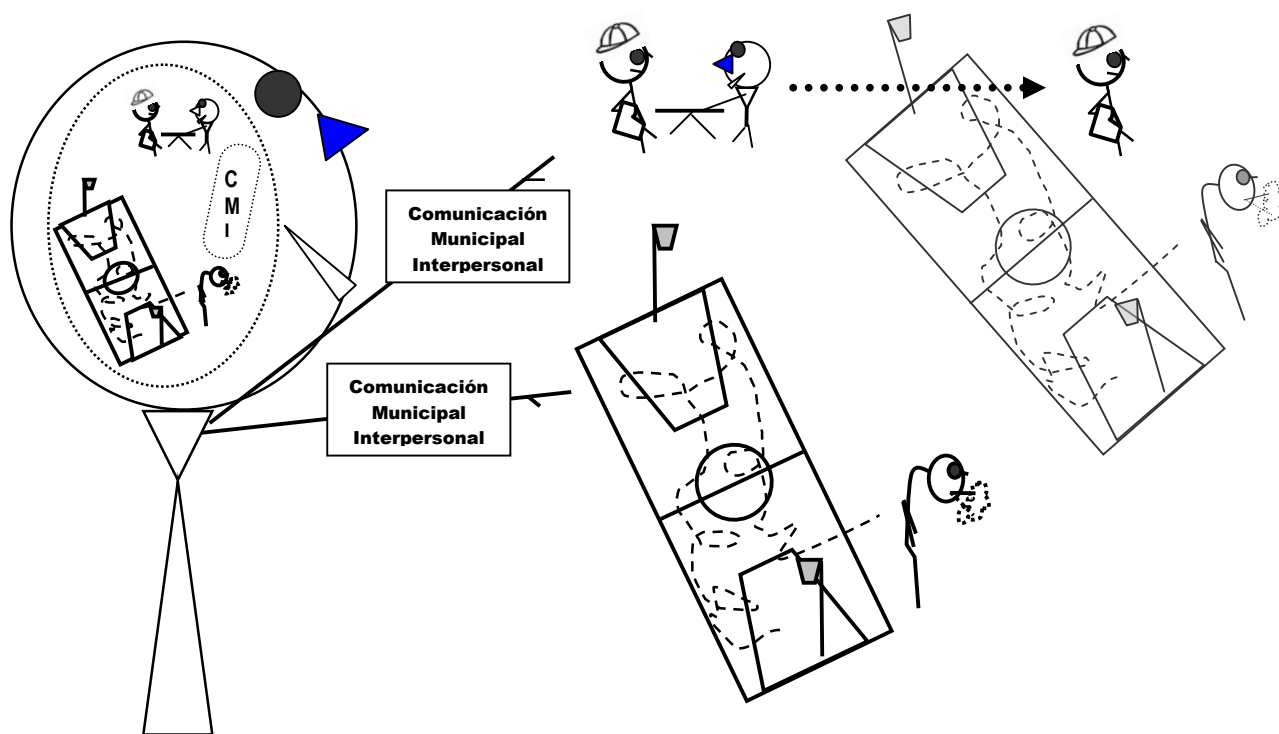 C
M
I
Comunicación
Municipal
Interpersonal
Comunicación
Municipal
Interpersonal